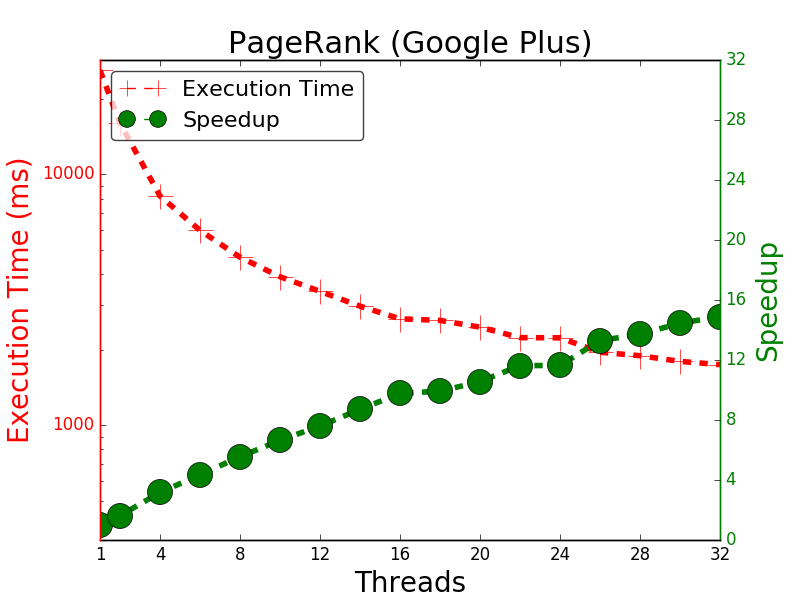 PageRank (Google Plus)
Execution Time
Speedup
Execution Time (ms)
10000
1000
Speedup
32
28
24
20
16
12
8
4
0
1 4 8 12 16 20 24 28 32
Threads